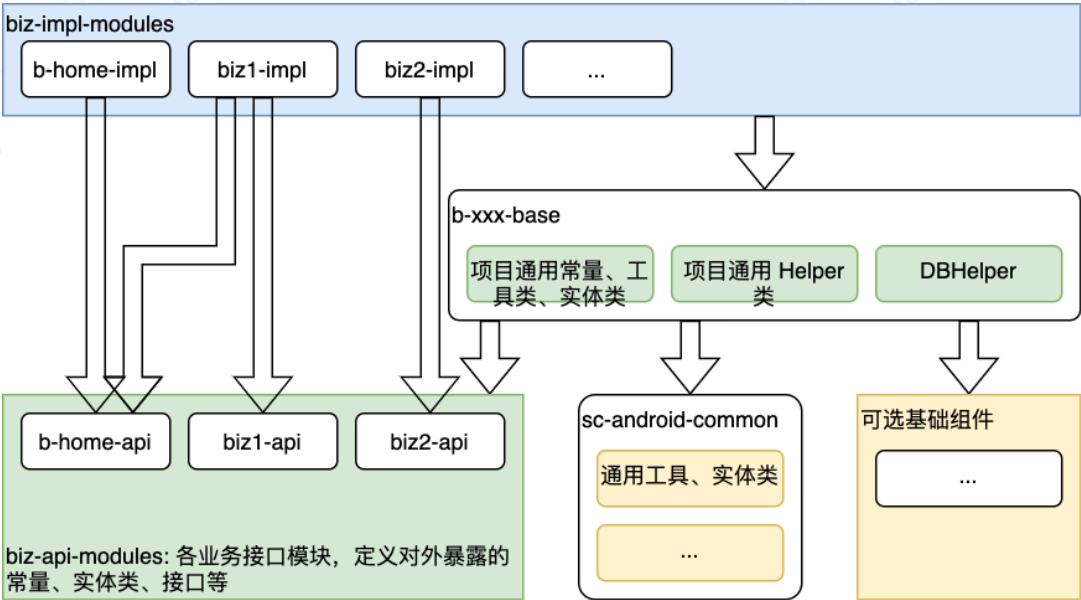 biz-impl-modules
b-home-impl
biz1-impl
biz2-impl
...
b-xxx-base
项目通用常量、工
具类、实体类
项目通用 Helper
类
DBHelper
b-home-api
biz1-api
biz2-api
biz-api-modules: 各业务接口模块，定义对外暴露的
常量、实体类、接口等
sc-android-common
通用工具、实体类
...
可选基础组件
...